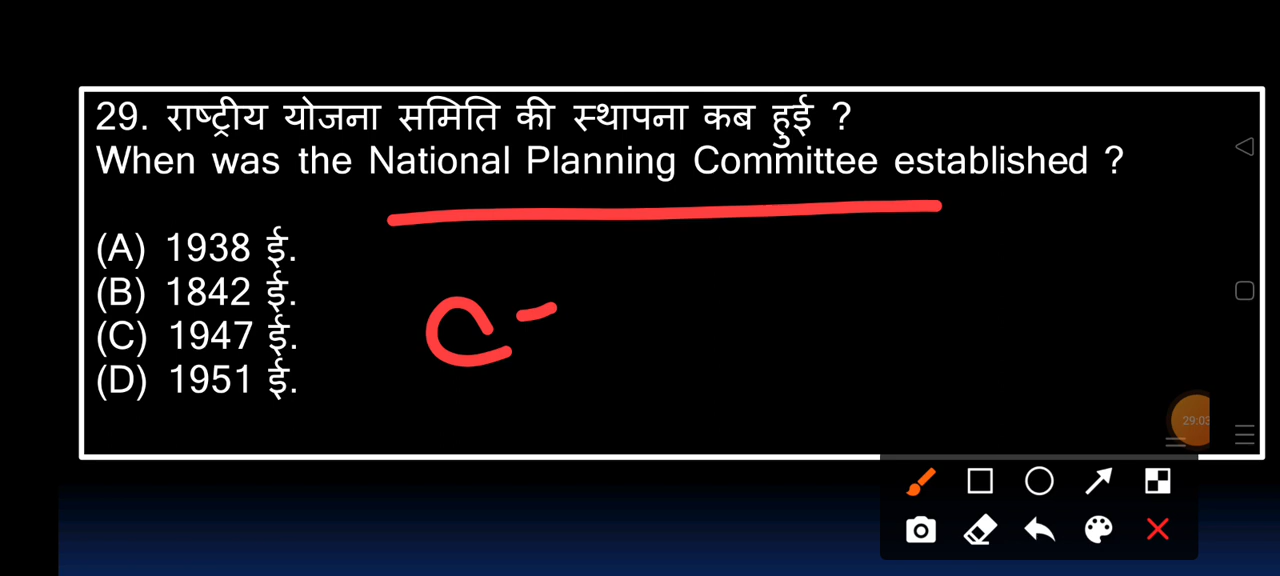 29. राष्ट्रीय योजना समिति की स्थापना कब हुई ?
When was the National Planning Committee established ?
(A) 1938 ई.
(B) 1842 ई.
(C) 1947 ई.
(D) 1951 ई.
29:03